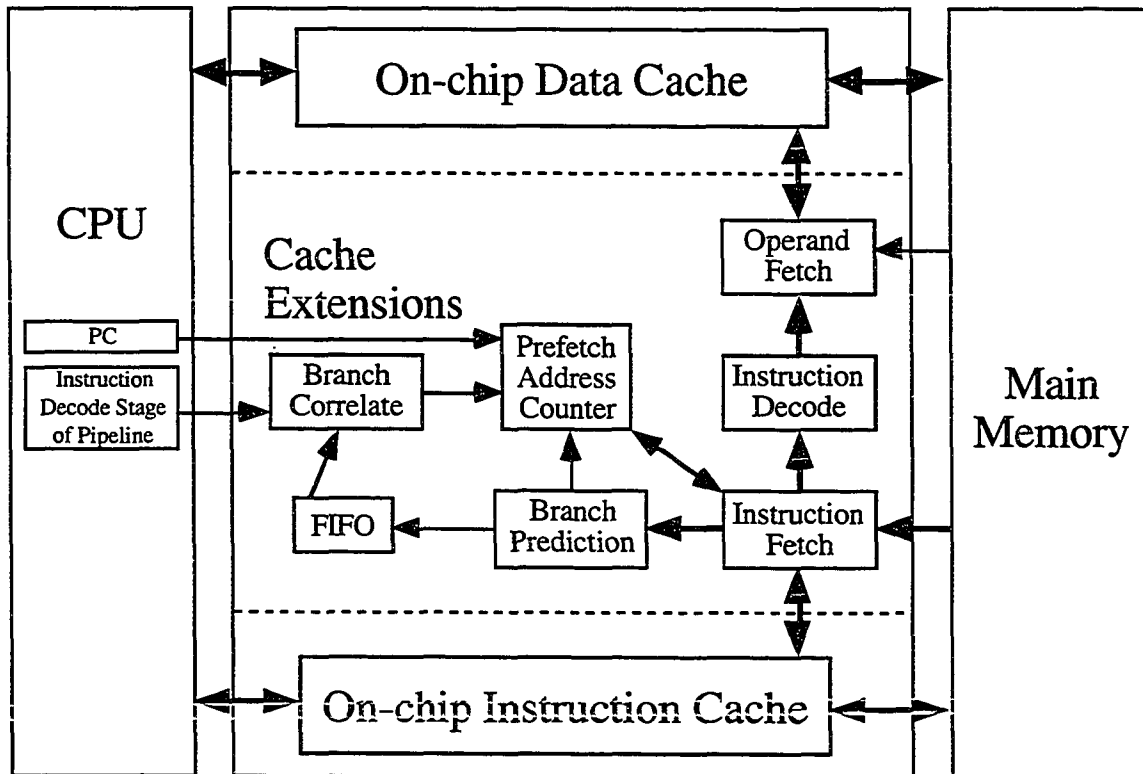 On-chip Data Cache
CPU
Cache
Extensions
Operand
Fetch
PC
Instruction
Decode Stage
of Pipeline
Branch
Correlate
Prefetch
Address
Counter
Instruction
Decode
Main
Memory
FIFO
Branch
Prediction
Instruction
Fetch
On-chip Instruction Cache